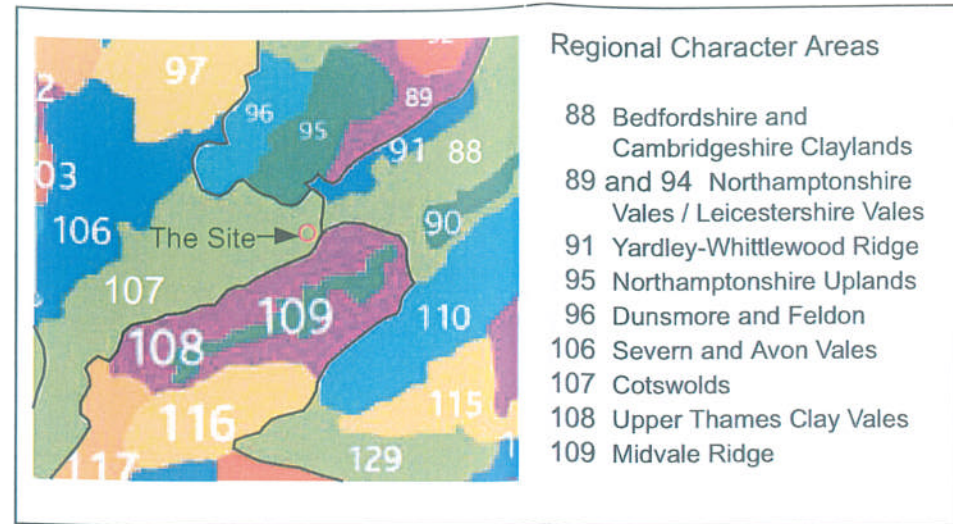 Regional Character Areas
88 Bedfordshire and
Cambridgeshire Claylands
89 and 94 Northamptonshire
Vales / Leicestershire Vales
91 Yardley-Whittlewood Ridge
95 Northamptonshire Uplands
96 Dunsmore and Feldon
106 Severn and Avon Vales
107 Cotswolds
108 Upper Thames Clay Vales
109 Midvale Ridge
97
96
95
89
91
88
90
106
The Site
107
108
109
110
116
115
117
129